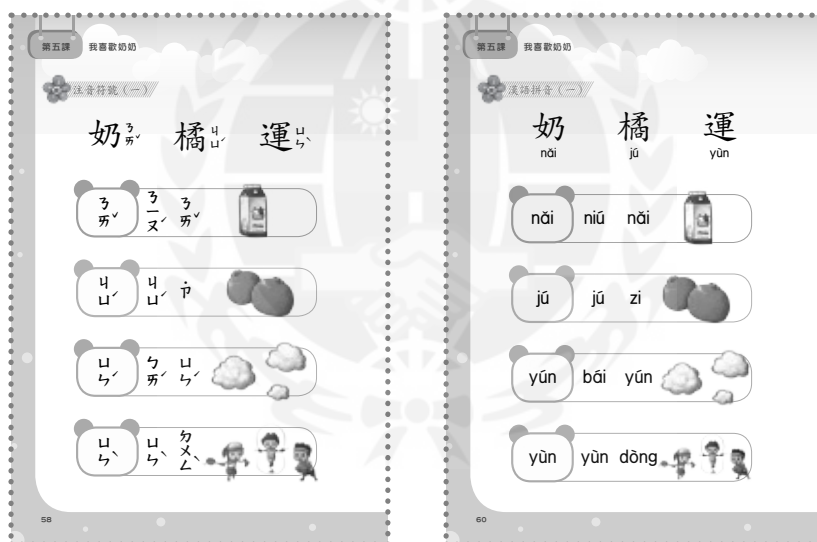 第五課 我喜歡奶奶
注音符號（一）
奶ㄋㄞˇ 橘ㄐㄩˊ 運ㄩㄣˋ
ㄋㄞˇ ㄋㄧㄡˊ ㄋㄞˇ
ㄐㄩˊ ㄐㄩˊ ˙ㄗ
ㄩㄣˊ ㄅㄞˊ ㄩㄣˊ
ㄩㄣˋ ㄩㄣˋ ㄉㄨㄥˋ
58
第五課 我喜歡奶奶
漢語拼音（一）
奶 橘 運
nǎi jú yùn
nǎi niú nǎi
jú jú zi
yún bái yún
yùn yùn dòng
60